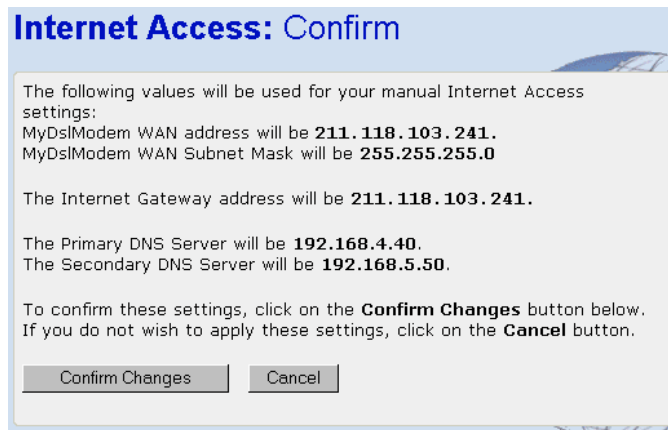 Internet Access: Confirm
The following values will be used for your manual Internet Access
settings:
MyDslModem WAN address will be 211.118.103.241.
MyDslModem WAN Subnet Mask will be 255.255.255.0
The Internet Gateway address will be 211.118.103.241.
The Primary DNS Server will be 192.168.4.40.
The Secondary DNS Server will be 192.168.5.50.
To confirm these settings, click on the Confirm Changes button below.
If you do not wish to apply these settings, click on the Cancel button.
Confirm Changes Cancel